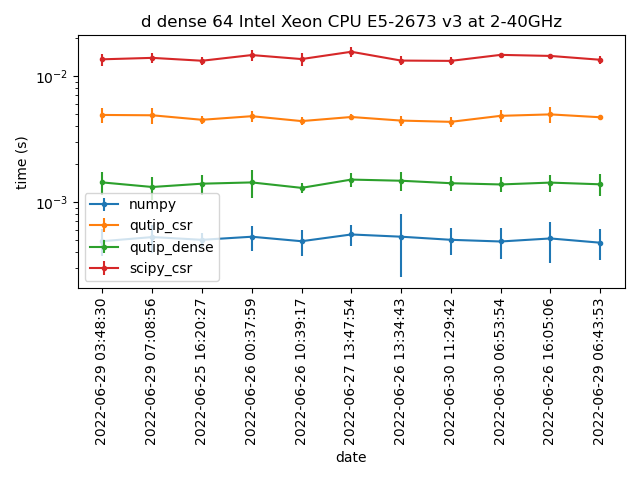 d dense 64 Intel Xeon CPU E5-2673 v3 at 2-40GHz
time (s)
10⁻²
10⁻³
numpy
qutip_csr
qutip_dense
scipy_csr
2022-06-29 03:48:30
2022-06-29 07:08:56
2022-06-25 16:20:27
2022-06-26 00:37:59
2022-06-26 10:39:17
2022-06-27 13:47:54
2022-06-26 13:34:43
2022-06-30 11:29:42
2022-06-30 06:53:54
2022-06-26 16:05:06
2022-06-29 06:43:53
date